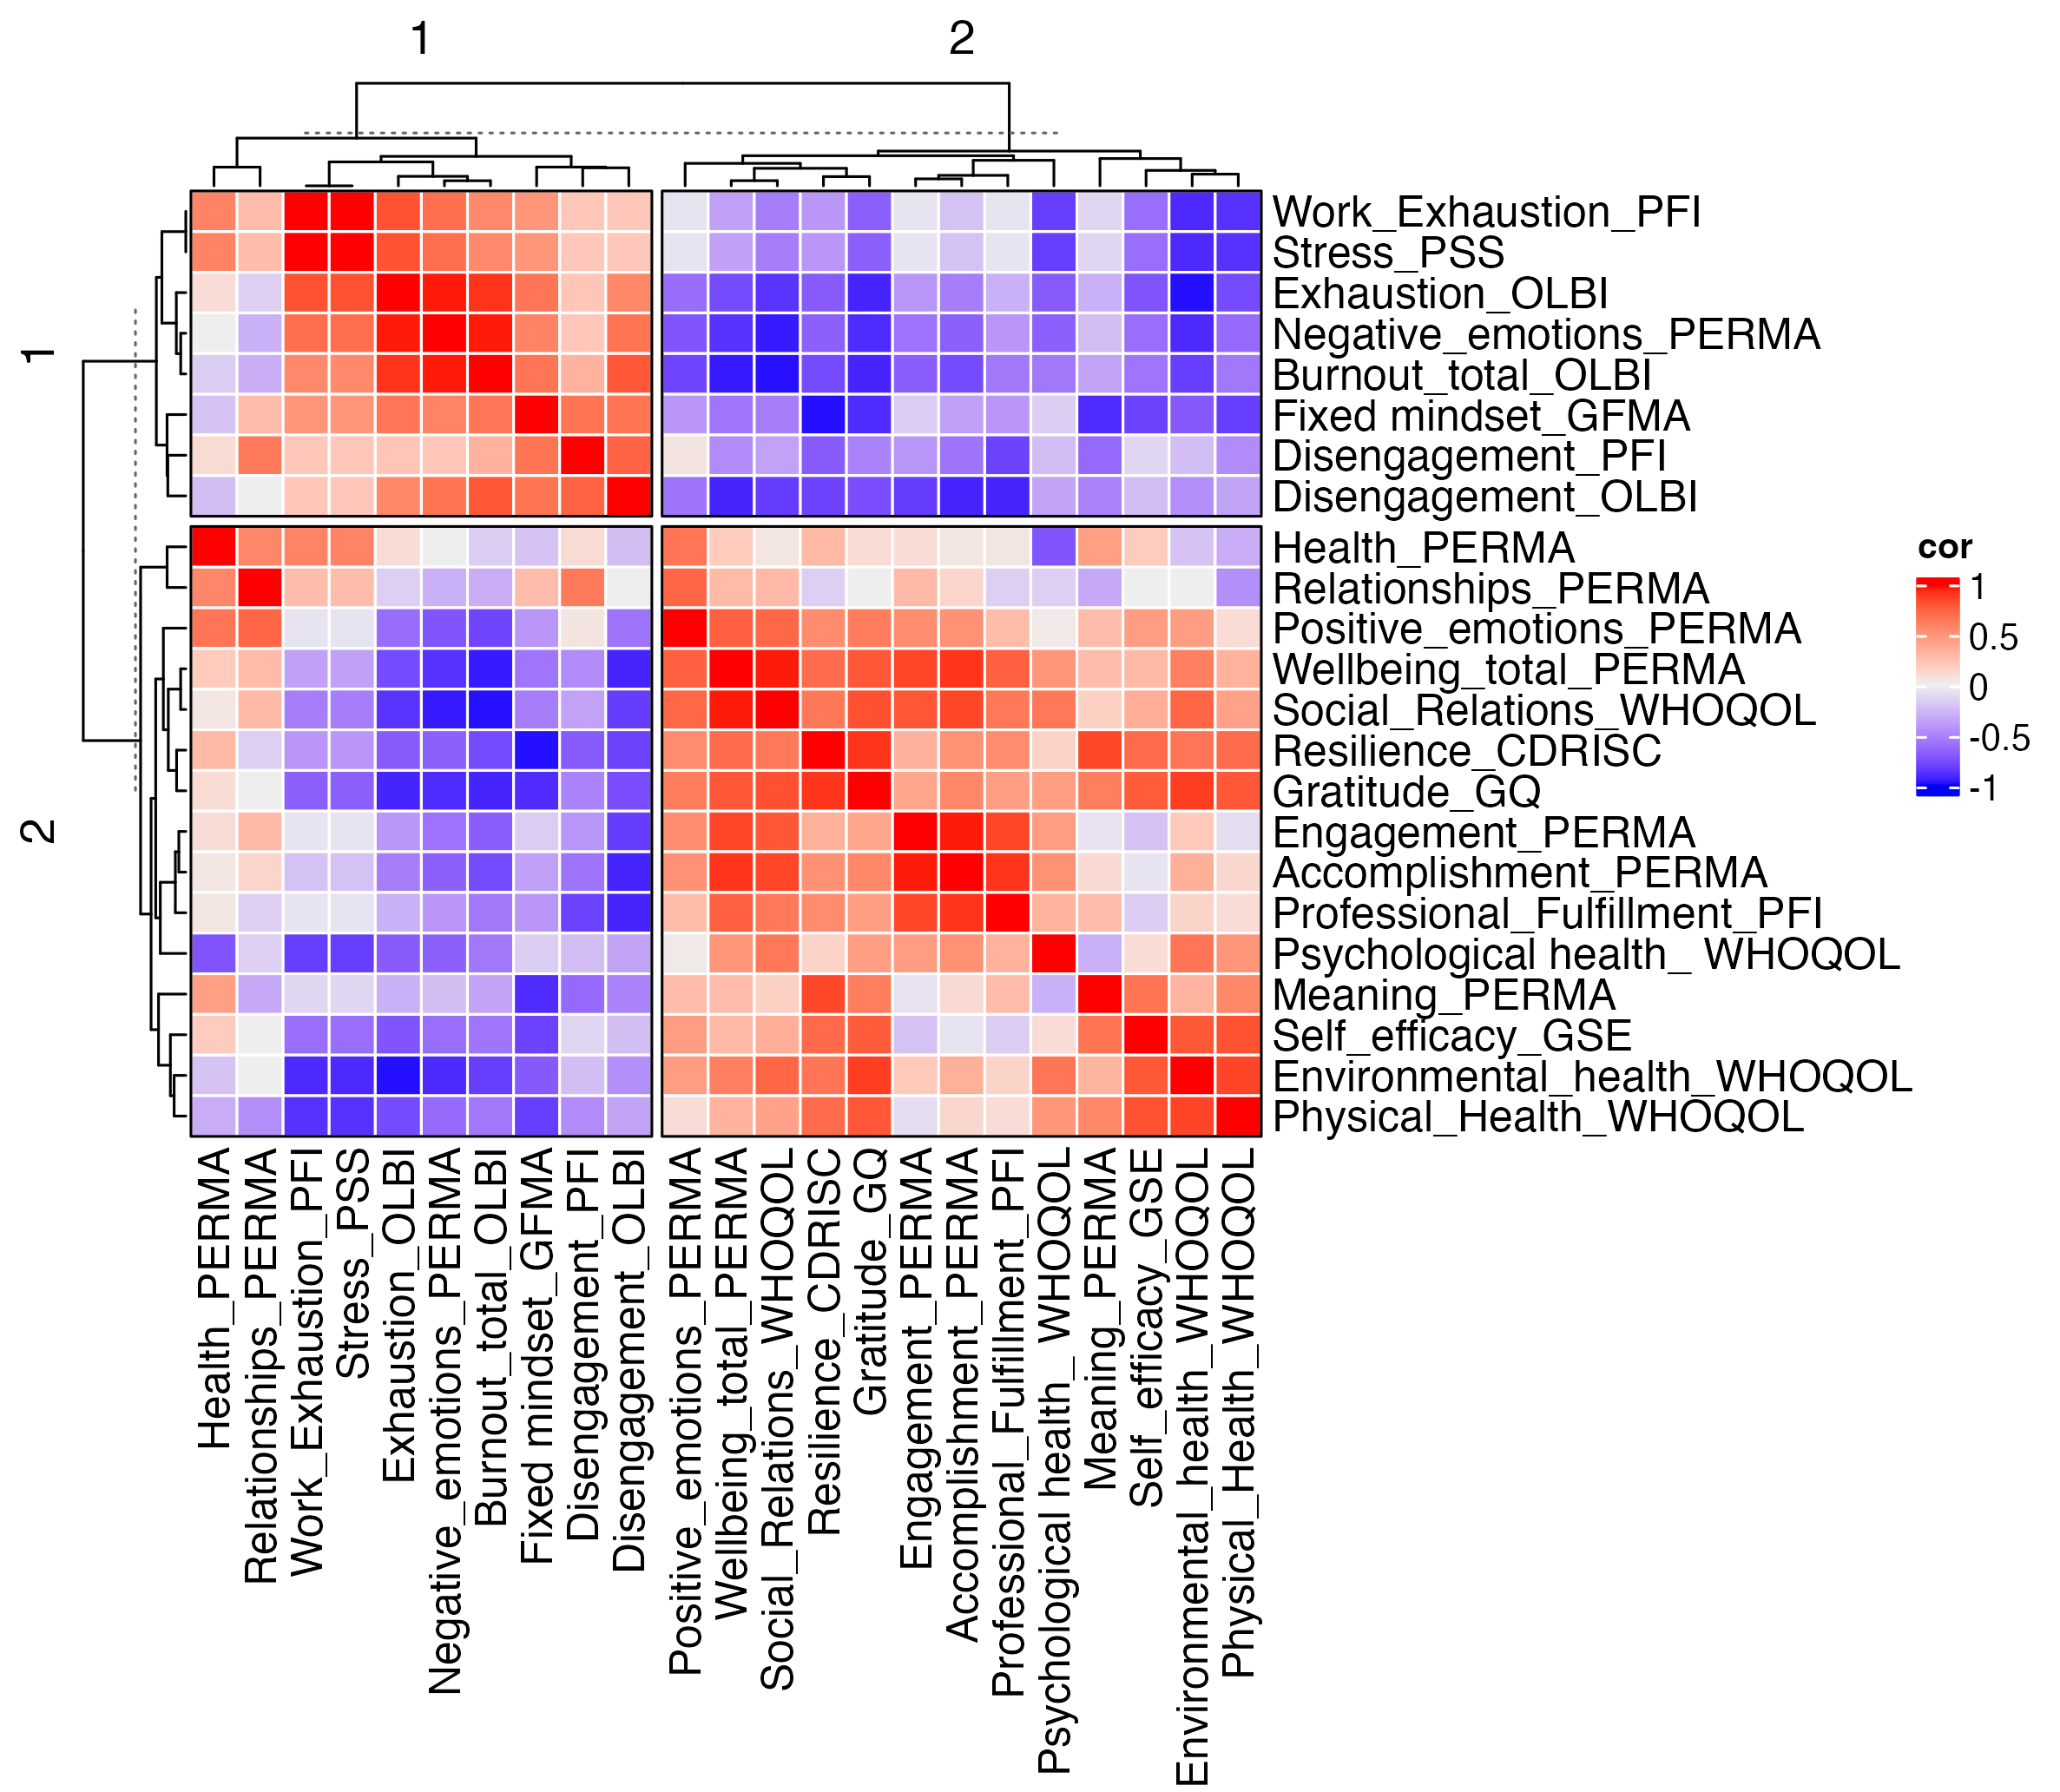 1
2
1
2
Work_Exhaustion_PFI
Stress_PSS
Exhaustion_OLBI
Negative_emotions_PERMA
Burnout_total_OLBI
Fixed mindset_GFMA
Disengagement_PFI
Disengagement_OLBI
Health_PERMA
Relationships_PERMA
Positive_emotions_PERMA
Wellbeing_total_PERMA
Social_Relations_WHOQOL
Resilience_CDRISC
Gratitude_GQ
Engagement_PERMA
Accomplishment_PERMA
Professional_Fulfillment_PFI
Psychological health_ WHOQOL
Meaning_PERMA
Self_efficacy_GSE
Environmental_health_WHOQOL
Physical_Health_WHOQOL
cor
1
0.5
0
-0.5
-1
Health_PERMA
Relationships_PERMA
Work_Exhaustion_PFI
Stress_PSS
Exhaustion_OLBI
Negative_emotions_PERMA
Burnout_total_OLBI
Fixed mindset_GFMA
Disengagement_PFI
Disengagement_OLBI
Positive_emotions_PERMA
Wellbeing_total_PERMA
Social_Relations_WHOQOL
Resilience_CDRISC
Gratitude_GQ
Engagement_PERMA
Accomplishment_PERMA
Professional_Fulfillment_PFI
Psychological health_ WHOQOL
Meaning_PERMA
Self_efficacy_GSE
Environmental_health_WHOQOL
Physical_Health_WHOQOL